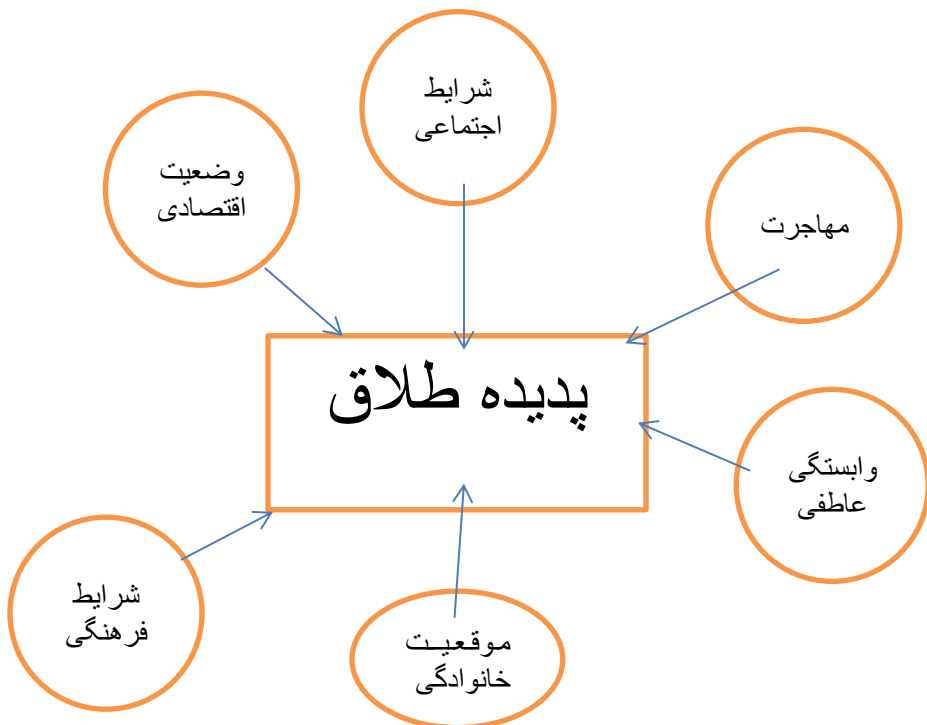 شرایط
اجتماعی
وضعیت
اقتصادی
مهاجرت
پدیده طلاق
وابستگی
عاطفی
شرایط
فرهنگی
موقعیت
خانوادگی